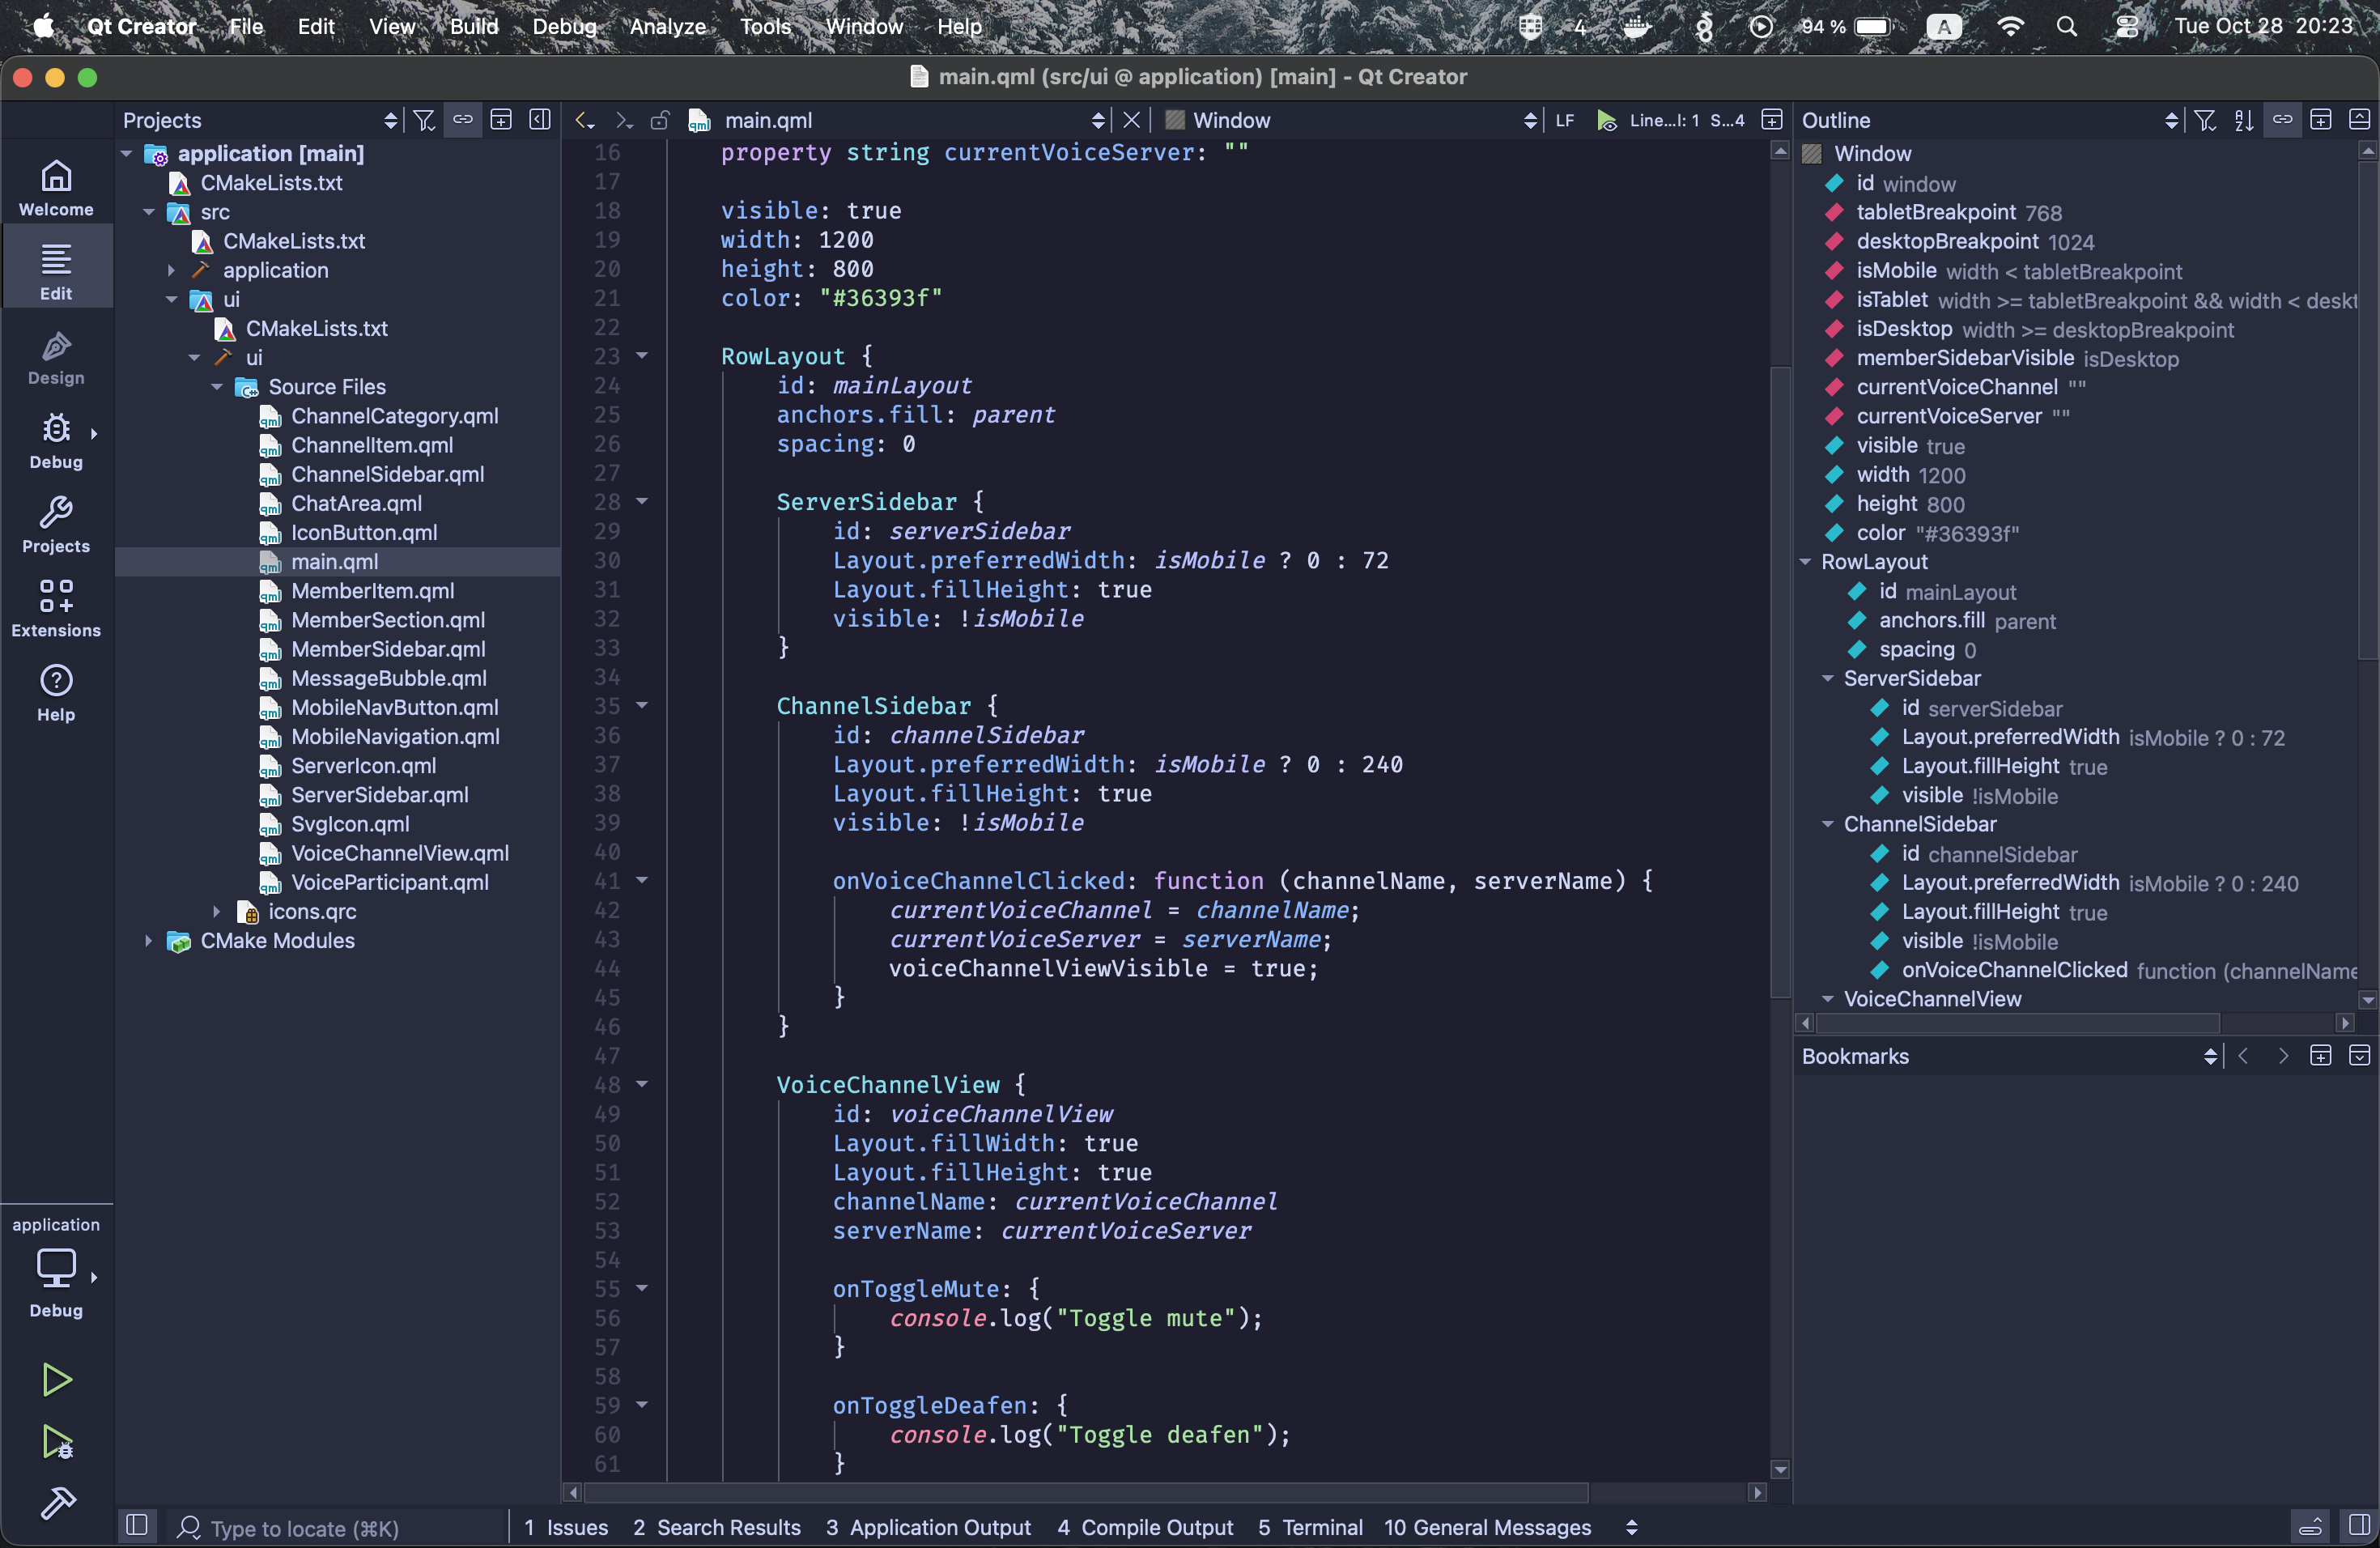 Qt Creator File Edit View Build Debug Analyze Tools Window Help 4 94 % A Tue Oct 28 20:23
main.qml (src/ui @ application) [main] - Qt Creator
Projects
main.qml
Window
LF
Line...l: 1 S...4
Outline
Welcome
Edit
Design
Debug
Projects
Extensions
Help
application
Debug
application [main]
CMakeLists.txt
src
CMakeLists.txt
application
ui
CMakeLists.txt
ui
Source Files
ChannelCategory.qml
ChannelItem.qml
ChannelSidebar.qml
ChatArea.qml
IconButton.qml
main.qml
MemberItem.qml
MemberSection.qml
MemberSidebar.qml
MessageBubble.qml
MobileNavButton.qml
MobileNavigation.qml
ServerIcon.qml
ServerSidebar.qml
SvgIcon.qml
VoiceChannelView.qml
VoiceParticipant.qml
icons.qrc
CMake Modules
16 property string currentVoiceServer: ""
17
18 visible: true
19 width: 1200
20 height: 800
21 color: "#36393f"
22
23 RowLayout {
24 id: mainLayout
25 anchors.fill: parent
26 spacing: 0
27
28 ServerSidebar {
29 id: serverSidebar
30 Layout.preferredWidth: isMobile ? 0 : 72
31 Layout.fillHeight: true
32 visible: !isMobile
33 }
34
35 ChannelSidebar {
36 id: channelSidebar
37 Layout.preferredWidth: isMobile ? 0 : 240
38 Layout.fillHeight: true
39 visible: !isMobile
40
41 onVoiceChannelClicked: function (channelName, serverName) {
42 currentVoiceChannel = channelName;
43 currentVoiceServer = serverName;
44 voiceChannelViewVisible = true;
45 }
46 }
47
48 VoiceChannelView {
49 id: voiceChannelView
50 Layout.fillWidth: true
51 Layout.fillHeight: true
52 channelName: currentVoiceChannel
53 serverName: currentVoiceServer
54
55 onToggleMute: {
56 console.log("Toggle mute");
57 }
58
59 onToggleDeafen: {
60 console.log("Toggle deafen");
61 }
Window
id window
tabletBreakpoint 768
desktopBreakpoint 1024
isMobile width < tabletBreakpoint
isTablet width >= tabletBreakpoint && width < deskt
isDesktop width >= desktopBreakpoint
memberSidebarVisible isDesktop
currentVoiceChannel ""
currentVoiceServer ""
visible true
width 1200
height 800
color "#36393f"
RowLayout
id mainLayout
anchors.fill parent
spacing 0
ServerSidebar
id serverSidebar
Layout.preferredWidth isMobile ? 0 : 72
Layout.fillHeight true
visible !isMobile
ChannelSidebar
id channelSidebar
Layout.preferredWidth isMobile ? 0 : 240
Layout.fillHeight true
visible !isMobile
onVoiceChannelClicked function (channelName
VoiceChannelView
Bookmarks
Type to locate (⌘K)
1 Issues 2 Search Results 3 Application Output 4 Compile Output 5 Terminal 10 General Messages